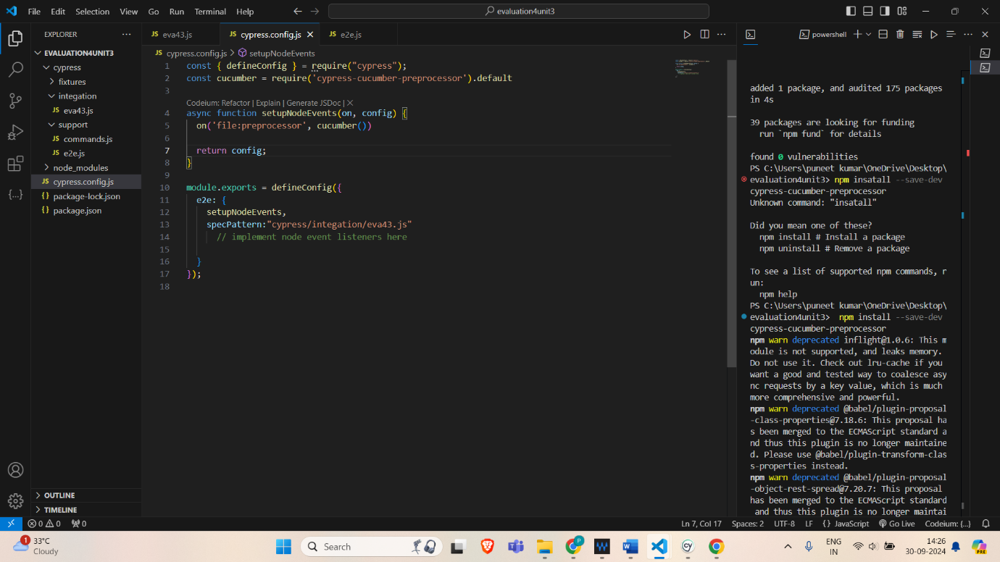 File Edit Selection View Go Run Terminal Help
evaluation4unit3
EXPLORER
EVALUATION4UNIT3
cypress
fixtures
integation
JS eva43.js
support
JS commands.js
JS e2e.js
node_modules
JS cypress.config.js
{} package-lock.json
{} package.json
OUTLINE
TIMELINE
JS eva43.js
JS cypress.config.js
JS e2e.js
JS cypress.config.js > setupNodeEvents
1 const { defineConfig } = require("cypress");
2 const cucumber = require('cypress-cucumber-preprocessor').default
3
Codeium: Refactor | Explain | Generate JSDoc | X
4 async function setupNodeEvents(on, config) {
5 on('file:preprocessor', cucumber())
6
7 return config;
8 }
9
10 module.exports = defineConfig({
11 e2e: {
12 setupNodeEvents,
13 specPattern:"cypress/integation/eva43.js"
14 // implement node event listeners here
15
16 }
17 });
18
powershell
added 1 package, and audited 175 packages
in 4s
39 packages are looking for funding
run `npm fund` for details
found 0 vulnerabilities
PS C:\Users\puneet kumar\OneDrive\Desktop\
evaluation4unit3> npm insatall --save-dev
cypress-cucumber-preprocessor
Unknown command: "insatall"
Did you mean one of these?
npm install # Install a package
npm uninstall # Remove a package
To see a list of supported npm commands, r
un:
npm help
PS C:\Users\puneet kumar\OneDrive\Desktop\
evaluation4unit3> npm install --save-dev
cypress-cucumber-preprocessor
npm warn deprecated inflight@1.0.6: This m
odule is not supported, and leaks memory.
Do not use it. Check out lru-cache if you
want a good and tested way to coalesce asy
nc requests by a key value, which is much
more comprehensive and powerful.
npm warn deprecated @babel/plugin-proposal
-class-properties@7.18.6: This proposal ha
s been merged to the ECMAScript standard a
nd thus this plugin is no longer maintaine
d. Please use @babel/plugin-transform-clas
s-properties instead.
npm warn deprecated @babel/plugin-proposal
-object-rest-spread@7.20.7: This proposal
has been merged to the ECMAScript standard
and thus this plugin is no longer maintai
0 0 0
Ln 7, Col 17 Spaces: 2 UTF-8 LF {} JavaScript Go Live Codeium: {...}
1
33°C
Cloudy
Search
P
W
cy
PRE
ENG
IN
14:26
30-09-2024